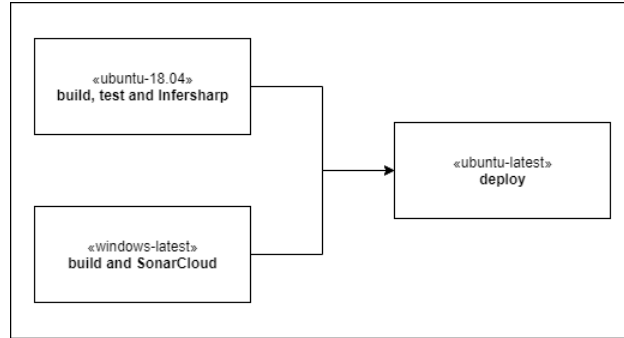 «ubuntu-18.04»
build, test and Infersharp
«ubuntu-latest»
deploy
«windows-latest»
build and SonarCloud